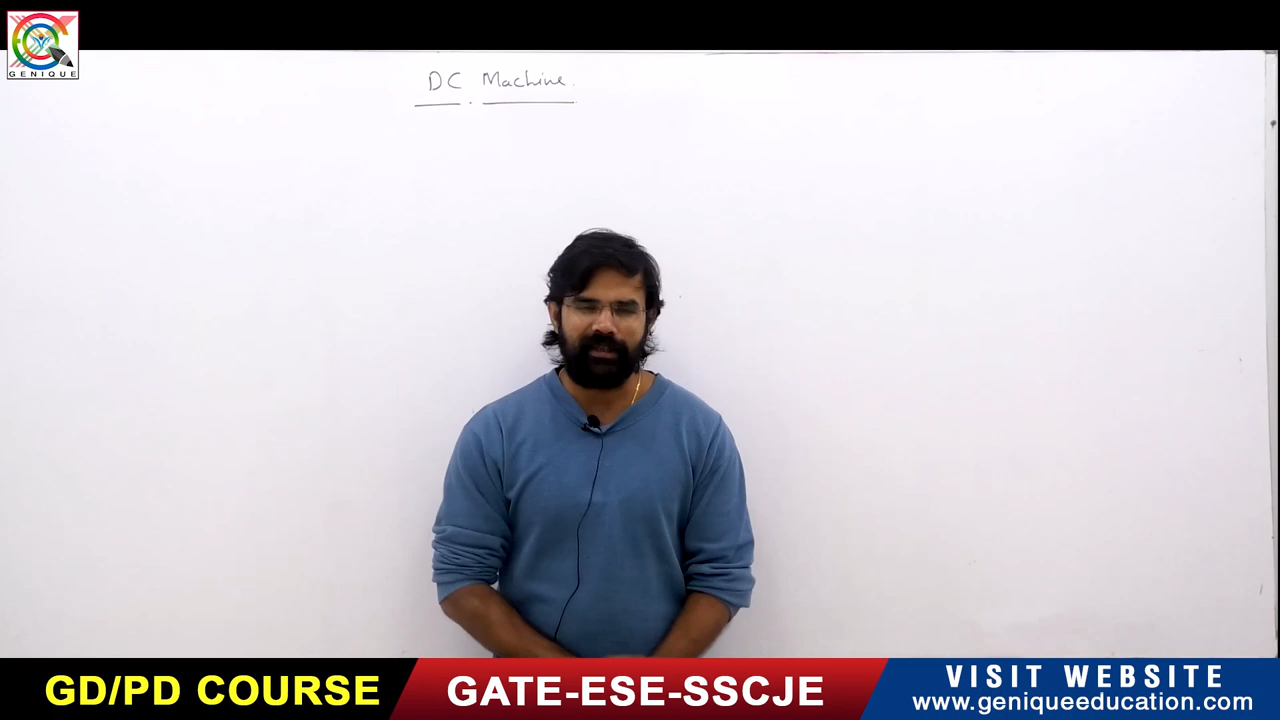 GENIQUE
DC Machine.
GD/PD COURSE
GATE-ESE-SSCJE
VISIT WEBSITE
www.geniqueeducation.com